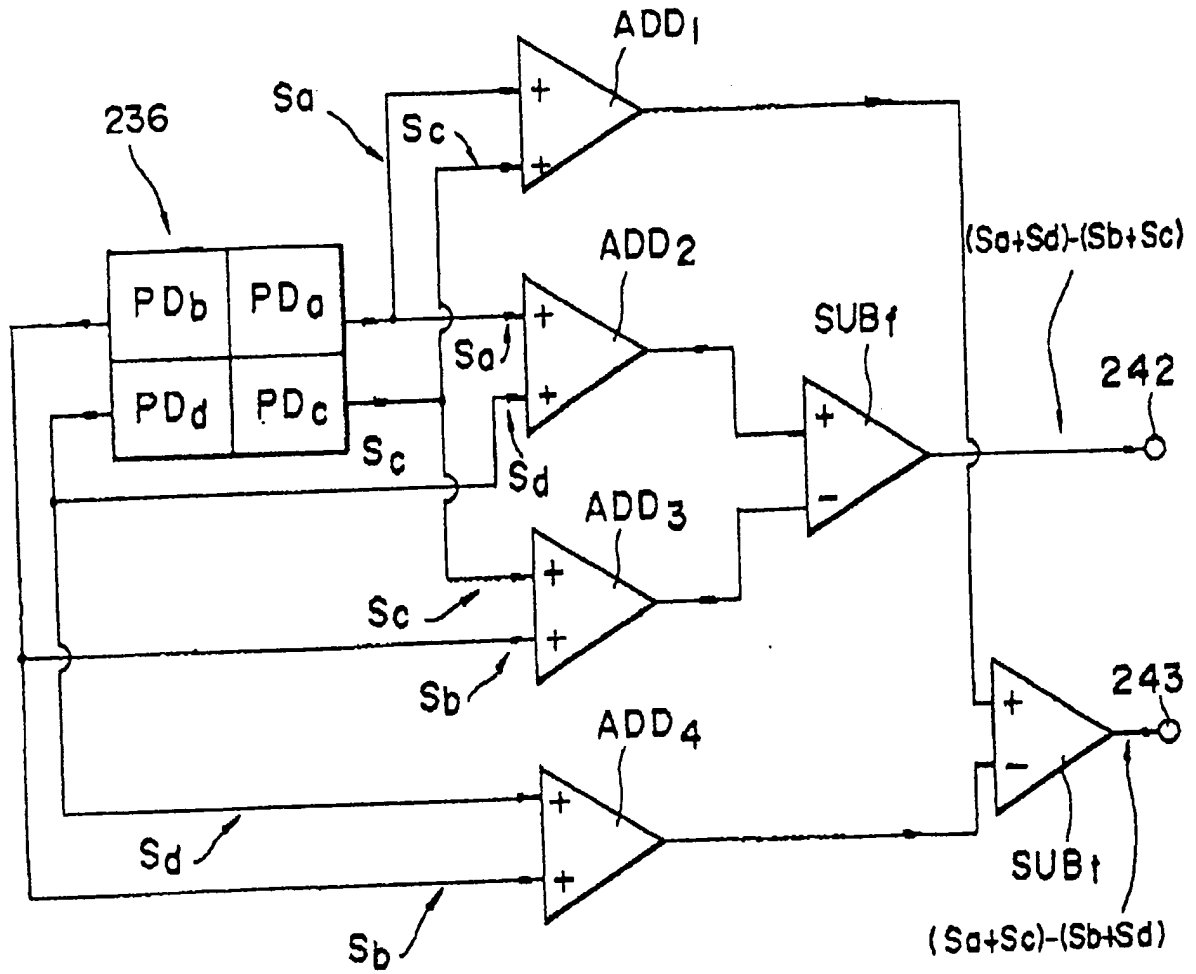 ADD1
Sa
236
Sc
+
+
(Sa+Sd)-(Sb+Sc)
ADD2
PDb PDa
SUBf
+
242
Sa
PDd PDc
+
+
Sc
Sd
-
ADD3
+
Sc
+
243
Sb
+
ADD4
-
+
Sd
SUBt
+
Sb
(Sa+Sc)-(Sb+Sd)